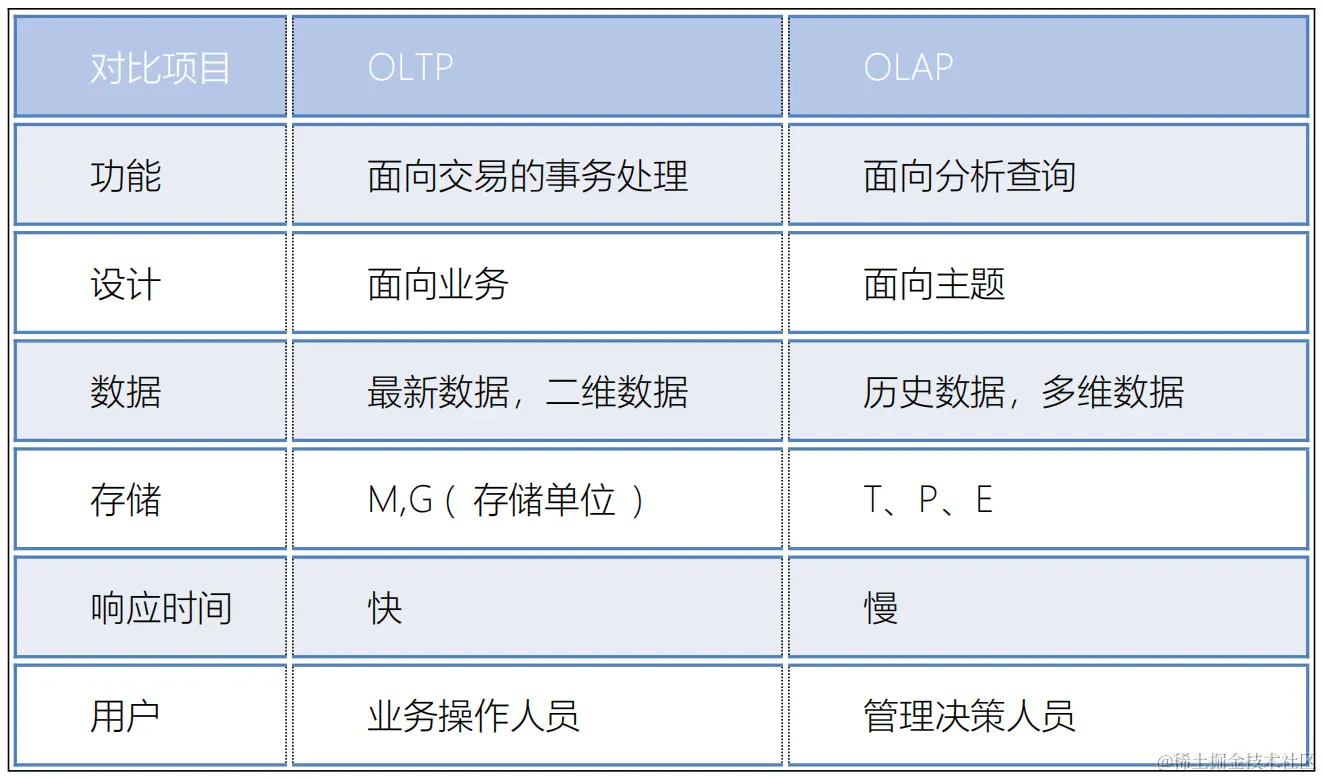 对比项目 OLTP OLAP
功能 面向交易的事务处理 面向分析查询
设计 面向业务 面向主题
数据 最新数据，二维数据 历史数据，多维数据
存储 M,G（ 存储单位 ） T、P、E
响应时间 快 慢
用户 业务操作人员 管理决策人员
@稀土掘金技术社区